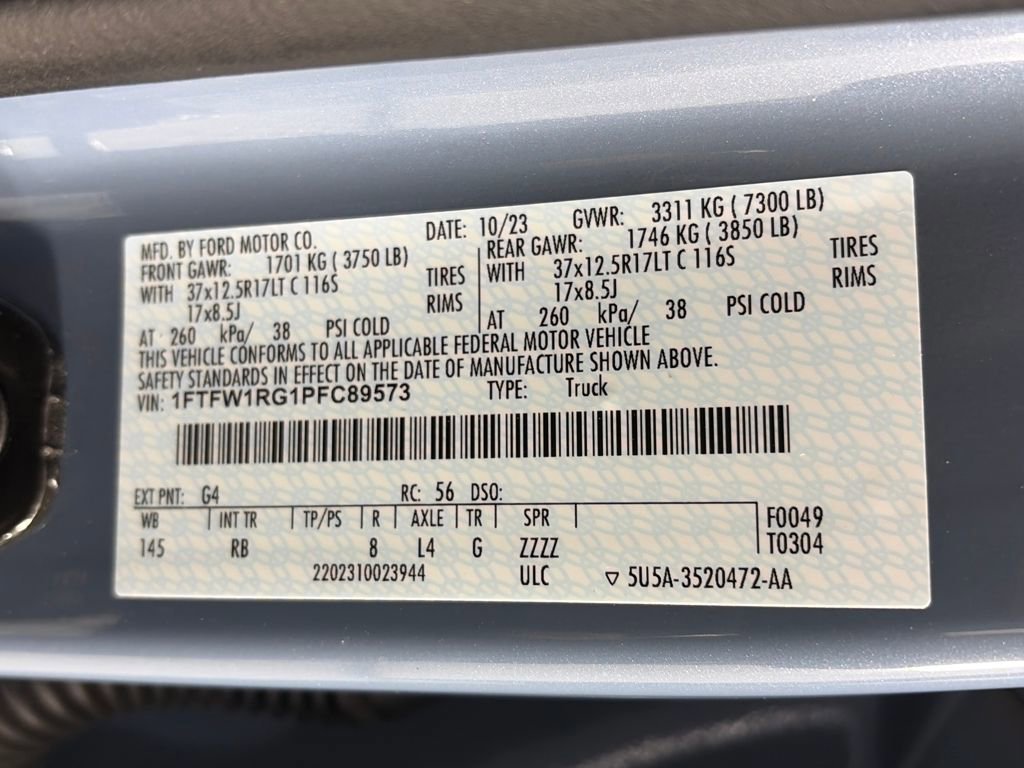 MFD. BY FORD MOTOR CO. DATE: 10/23 GVWR: 3311 KG ( 7300 LB)
FRONT GAWR: 1701 KG ( 3750 LB) REAR GAWR: 1746 KG ( 3850 LB)
WITH 37x12.5R17LT C 116S TIRES WITH 37x12.5R17LT C 116S TIRES
17x8.5J RIMS 17x8.5J RIMS
AT 260 kPa/ 38 PSI COLD AT 260 kPa/ 38 PSI COLD
THIS VEHICLE CONFORMS TO ALL APPLICABLE FEDERAL MOTOR VEHICLE
SAFETY STANDARDS IN EFFECT ON THE DATE OF MANUFACTURE SHOWN ABOVE.
VIN: 1FTFW1RG1PFC89573 TYPE: Truck
EXT PNT: G4 RC: 56 DSO:
WB INT TR TP/PS R AXLE TR SPR F0049
145 RB 8 L4 G ZZZZ T0304
2202310023944 ULC ▽ 5U5A-3520472-AA